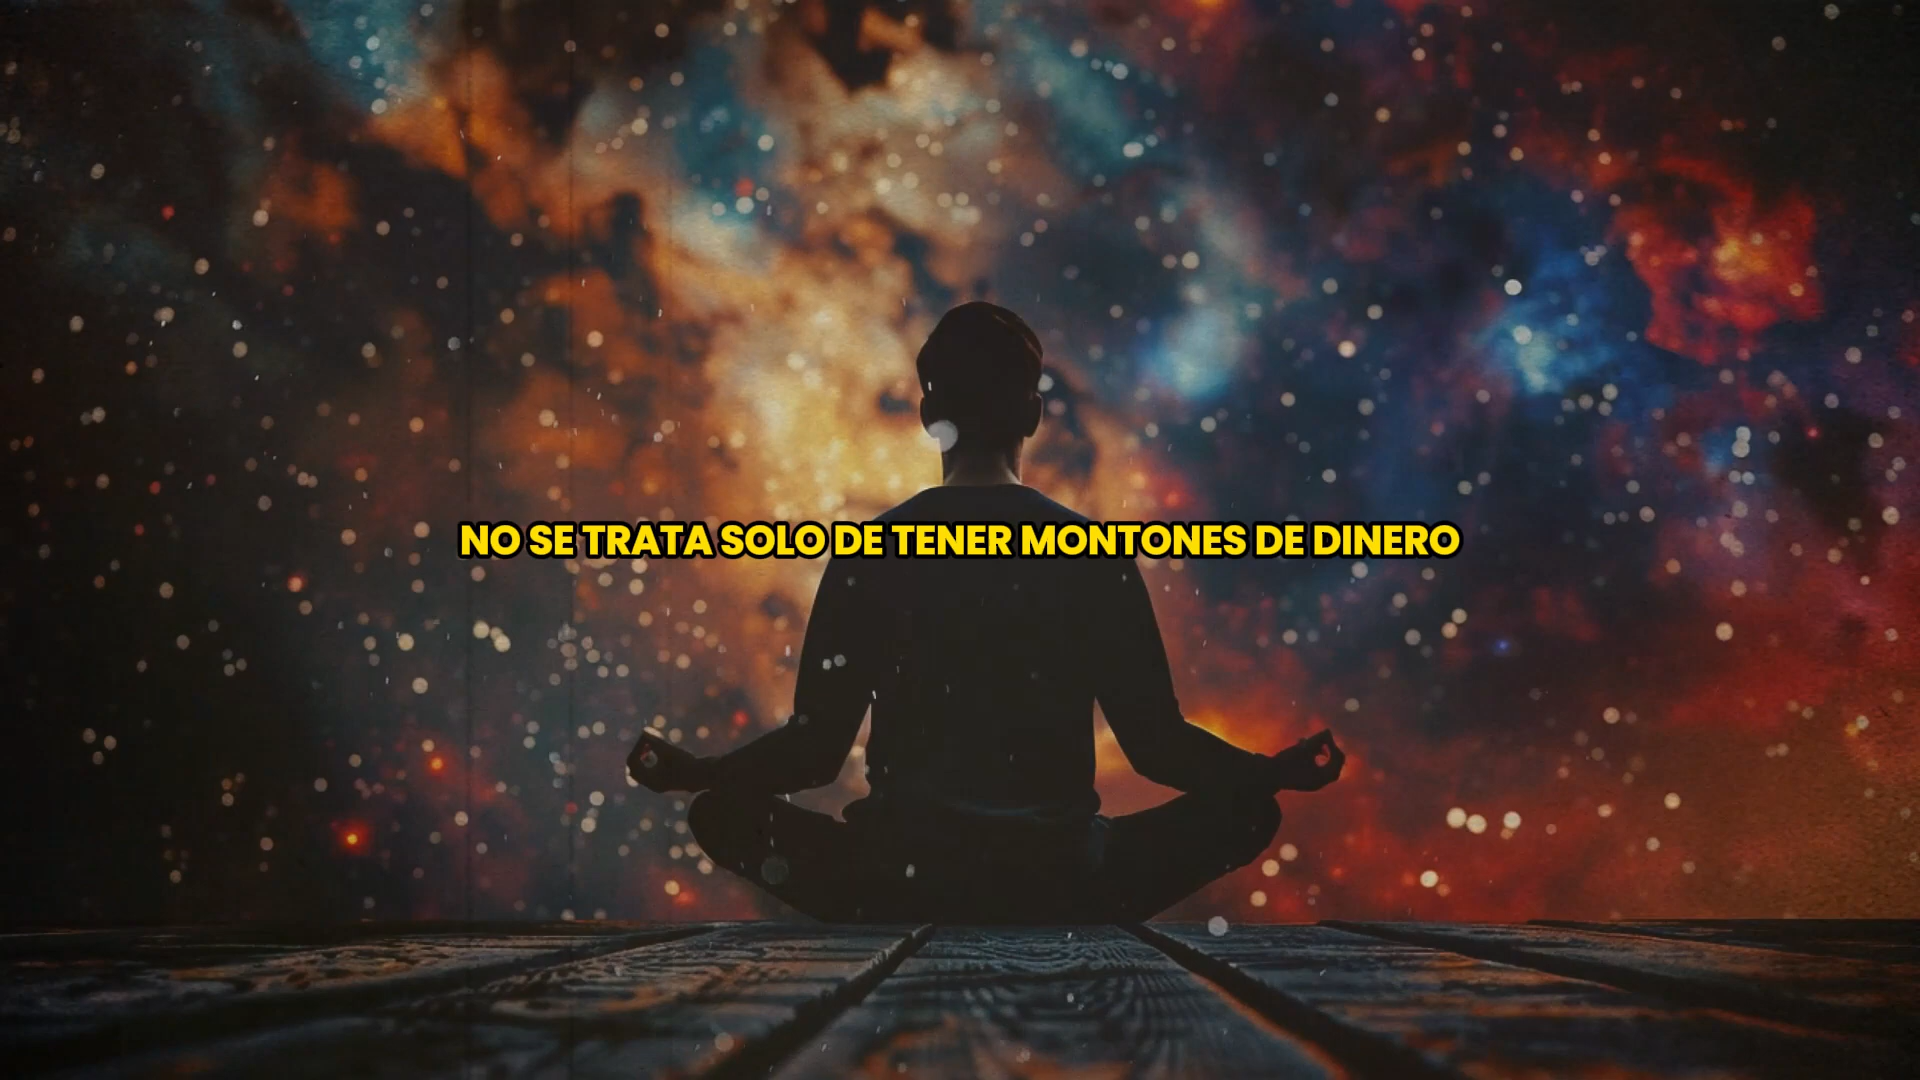 NO SE TRATA SOLO DE TENER MONTONES DE DINERO